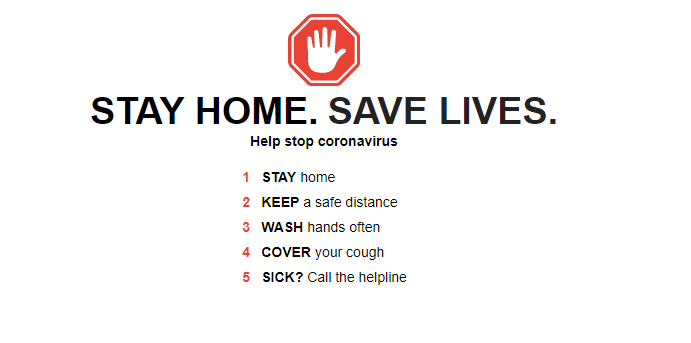 STAY HOME. SAVE LIVES.
Help stop coronavirus
1 STAY home
2 KEEP a safe distance
3 WASH hands often
4 COVER your cough
5 SICK? Call the helpline